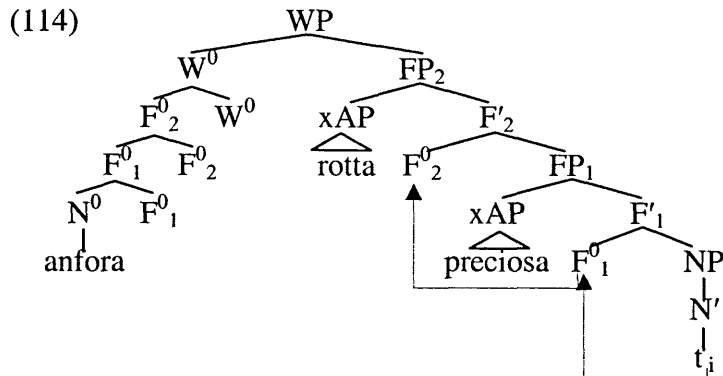 (114) WP
W⁰ FP₂
F⁰₂ W⁰ xAP F′₂
F⁰₁ F⁰₂ rotta F⁰₂ FP₁
N⁰ F⁰₁ xAP F′₁
anfora preciosa F⁰₁ NP
N′
tᵢ